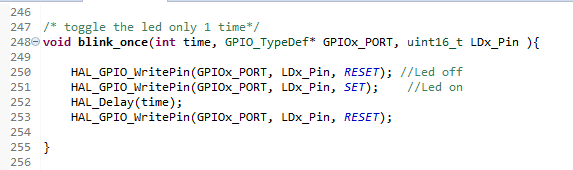 246
247 /* toggle the led only 1 time*/
248 void blink_once(int time, GPIO_TypeDef* GPIOx_PORT, uint16_t LDx_Pin ){
249
250 HAL_GPIO_WritePin(GPIOx_PORT, LDx_Pin, RESET); //Led off
251 HAL_GPIO_WritePin(GPIOx_PORT, LDx_Pin, SET); //Led on
252 HAL_Delay(time);
253 HAL_GPIO_WritePin(GPIOx_PORT, LDx_Pin, RESET);
254
255 }
256